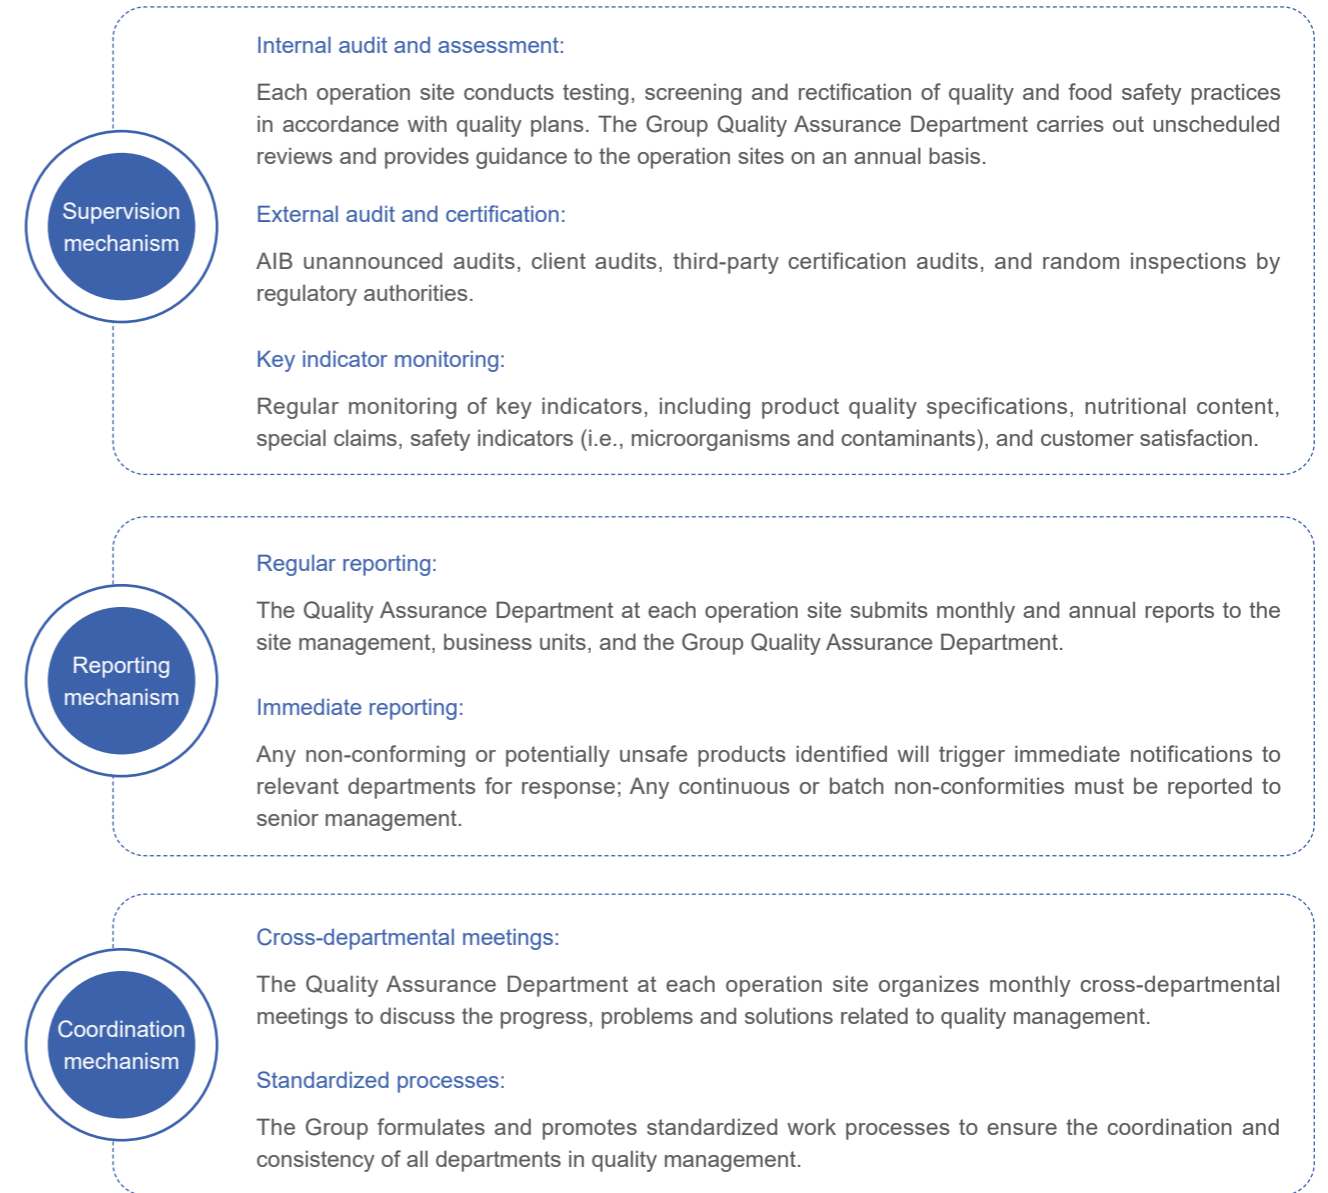 Supervision
mechanism
Internal audit and assessment:
Each operation site conducts testing, screening and rectification of quality and food safety practices
in accordance with quality plans. The Group Quality Assurance Department carries out unscheduled
reviews and provides guidance to the operation sites on an annual basis.
External audit and certification:
AIB unannounced audits, client audits, third-party certification audits, and random inspections by
regulatory authorities.
Key indicator monitoring:
Regular monitoring of key indicators, including product quality specifications, nutritional content,
special claims, safety indicators (i.e., microorganisms and contaminants), and customer satisfaction.
Reporting
mechanism
Regular reporting:
The Quality Assurance Department at each operation site submits monthly and annual reports to the
site management, business units, and the Group Quality Assurance Department.
Immediate reporting:
Any non-conforming or potentially unsafe products identified will trigger immediate notifications to
relevant departments for response; Any continuous or batch non-conformities must be reported to
senior management.
Coordination
mechanism
Cross-departmental meetings:
The Quality Assurance Department at each operation site organizes monthly cross-departmental
meetings to discuss the progress, problems and solutions related to quality management.
Standardized processes:
The Group formulates and promotes standardized work processes to ensure the coordination and
consistency of all departments in quality management.